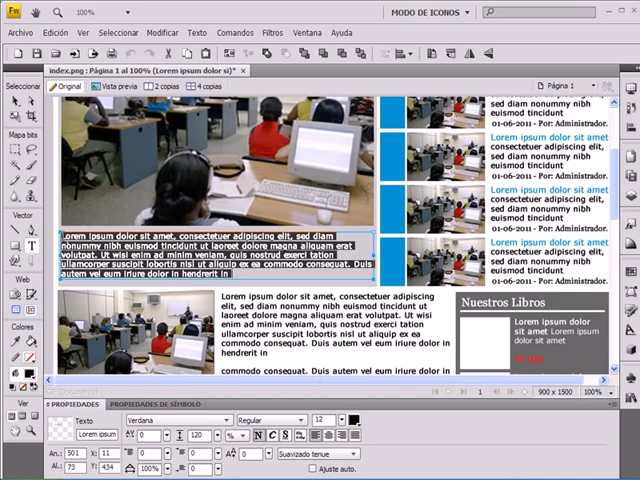 Fw
100%
MODO DE ICONOS
Archivo Edición Ver Seleccionar Modificar Texto Comandos Filtros Ventana Ayuda
index.png : Página 1 al 100% (Lorem ipsum dolor si)*
Original Vista previa 2 copias 4 copias
Página 1
Seleccionar
Mapa bits
Vector
Web
Colores
Ver
sed diam nonummy nibh
euismod tincidunt
01-06-2011 - Por: Administrador.
Lorem ipsum dolor sit amet
consectetuer adipiscing elit,
sed diam nonummy nibh
euismod tincidunt
01-06-2011 - Por: Administrador.
Lorem ipsum dolor sit amet
consectetuer adipiscing elit,
sed diam nonummy nibh
euismod tincidunt
01-06-2011 - Por: Administrador.
Lorem ipsum dolor sit amet
consectetuer adipiscing elit,
sed diam nonummy nibh
euismod tincidunt
01-06-2011 - Por: Administrador.
Lorem ipsum dolor sit amet, consectetuer adipiscing elit, sed diam
nonummy nibh euismod tincidunt ut laoreet dolore magna aliquam erat
volutpat. Ut wisi enim ad minim veniam, quis nostrud exerci tation
ullamcorper suscipit lobortis nisl ut aliquip ex ea commodo consequat. Duis
autem vel eum iriure dolor in hendrerit in
Lorem ipsum dolor sit amet, consectetuer
adipiscing elit, sed diam nonummy nibh euismod
tincidunt ut laoreet dolore magna aliquam erat volutpat. Ut wisi
enim ad minim veniam, quis nostrud exerci tation
ullamcorper suscipit lobortis nisl ut aliquip ex ea
commodo consequat. Duis autem vel eum iriure dolor in
hendrerit in
commodo consequat. Duis autem vel eum iriure dolor in
Nuestros Libros
Lorem ipsum dolor
sit amet Lorem ipsum
dolor sit amet
1 900 x 1500 100%
PROPIEDADES PROPIEDADES DE SÍMBOLO
Texto
Lorem ipsum
Verdana Regular 12
0 120 % N C S
0 0 0 Suavizado tenue
100% 0
Ajuste auto.
An.: 501 X: 11
Al.: 73 Y: 434